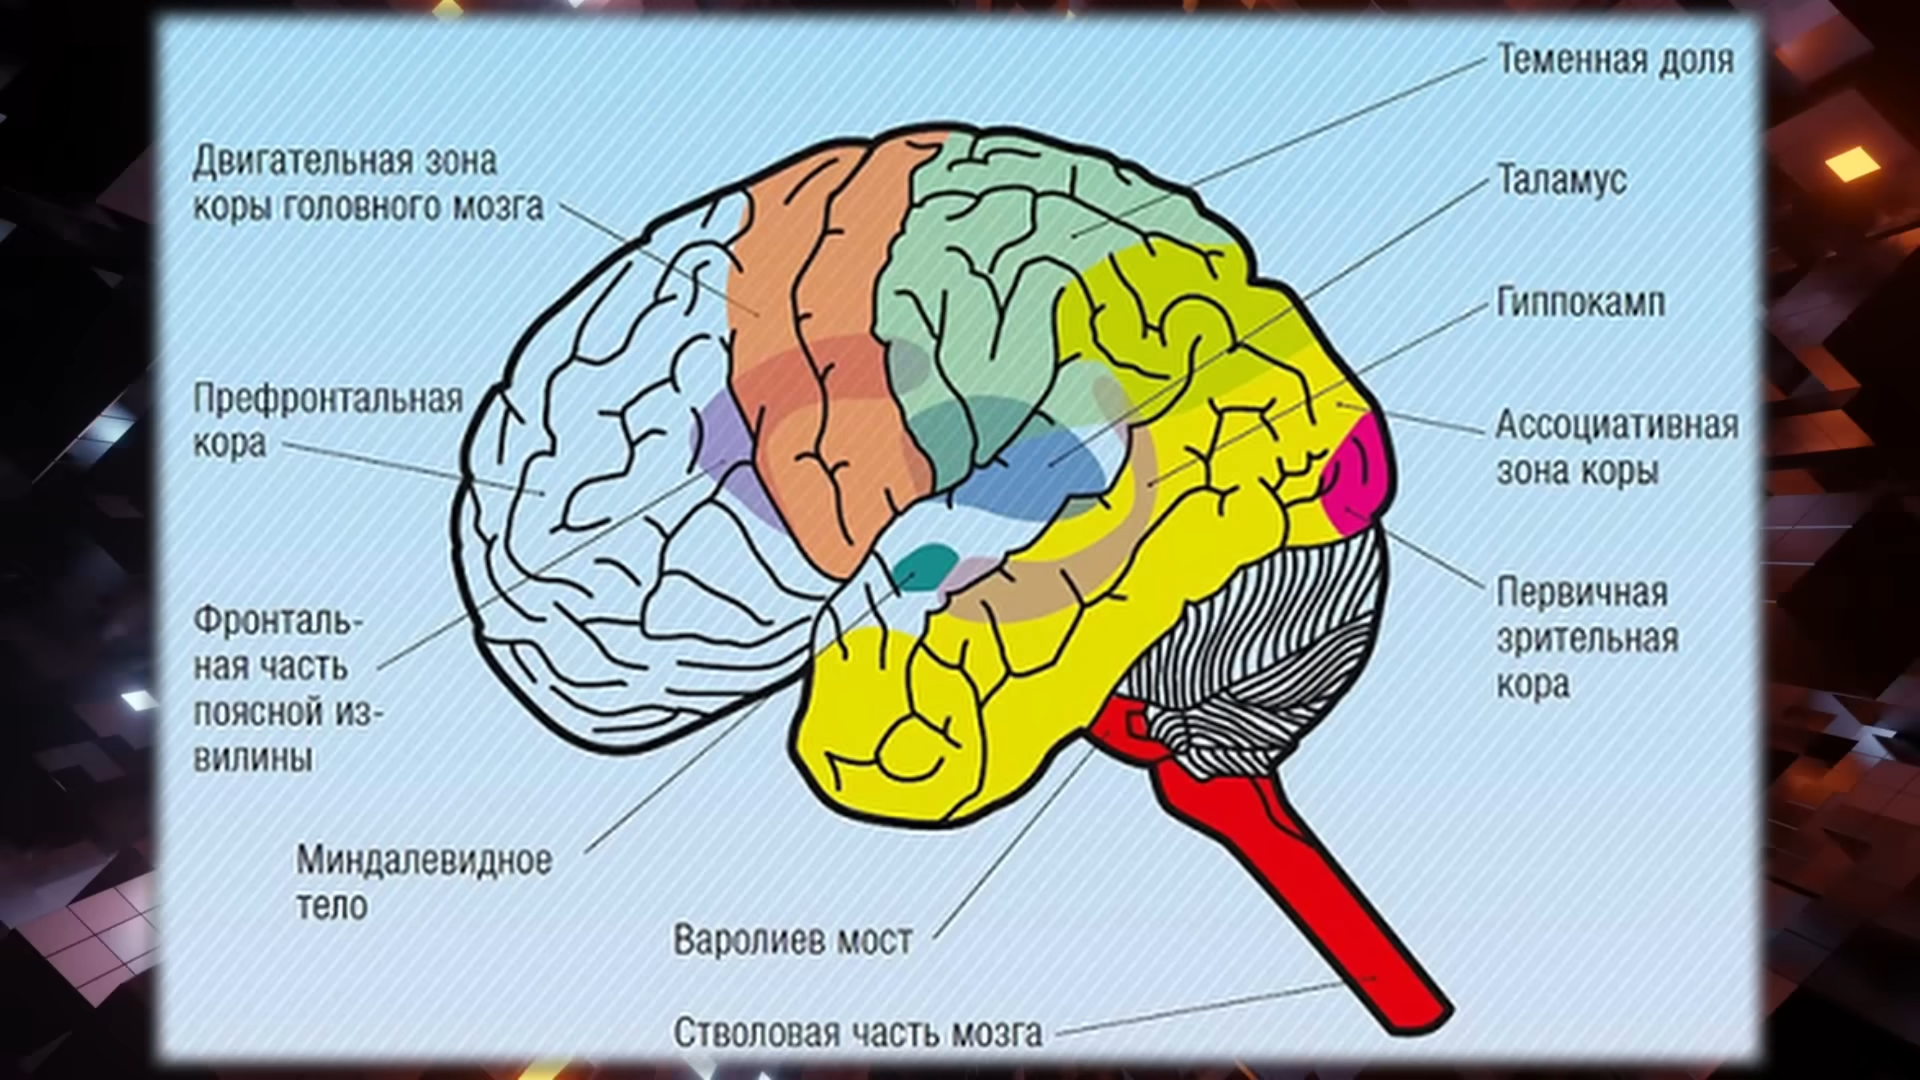 Двигательная зона
коры головного мозга
Префронтальная
кора
Фронталь-
ная часть
поясной из-
вилины
Миндалевидное
тело
Варолиев мост
Стволовая часть мозга
Теменная доля
Таламус
Гиппокамп
Ассоциативная
зона коры
Первичная
зрительная
кора